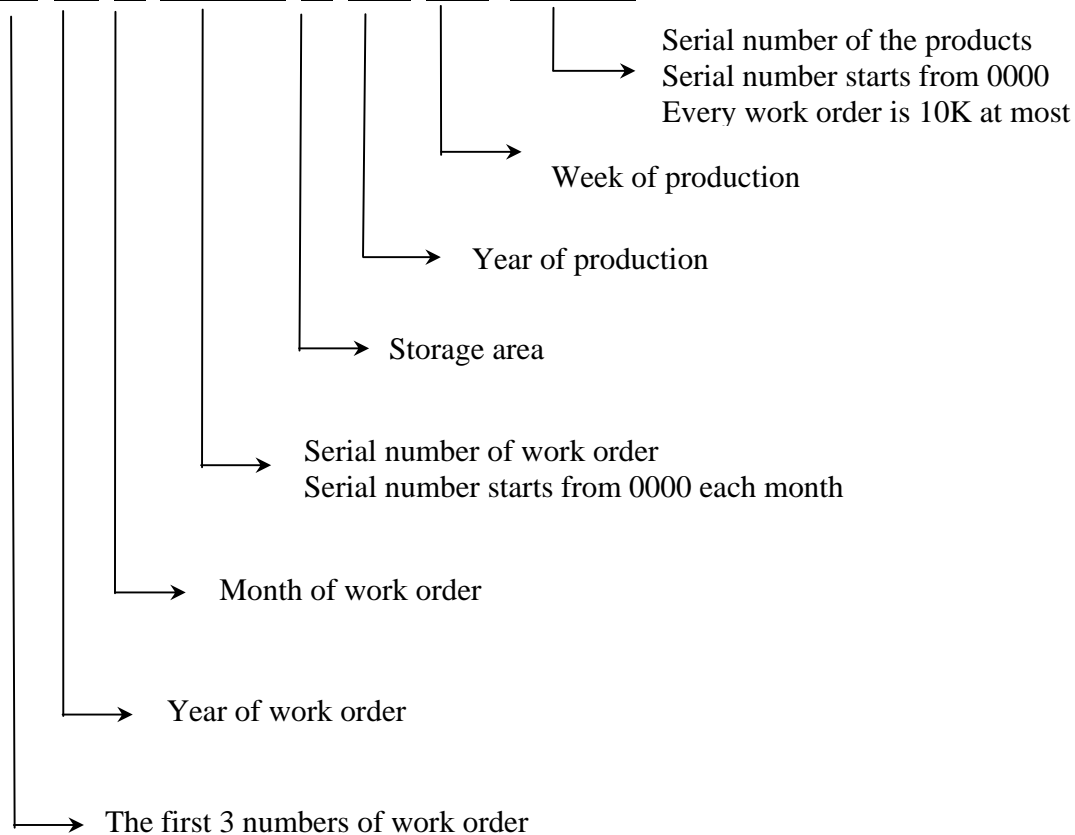 Serial number of the products
Serial number starts from 0000
Every work order is 10K at most
Week of production
Year of production
Storage area
Serial number of work order
Serial number starts from 0000 each month
Month of work order
Year of work order
The first 3 numbers of work order